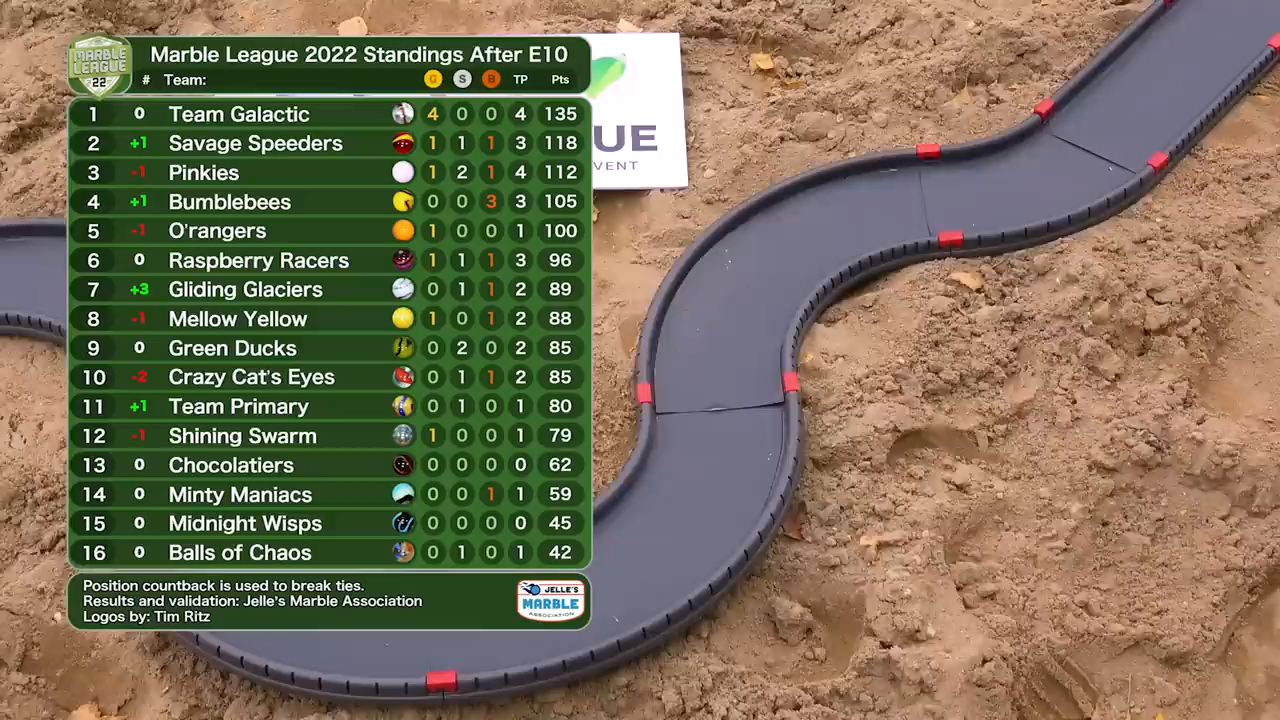 MARBLE LEAGUE 22
Marble League 2022 Standings After E10
# Team: G S B TP Pts
1 0 Team Galactic 4 0 0 4 135
2 +1 Savage Speeders 1 1 1 3 118
3 -1 Pinkies 1 2 1 4 112
4 +1 Bumblebees 0 0 3 3 105
5 -1 O'rangers 1 0 0 1 100
6 0 Raspberry Racers 1 1 1 3 96
7 +3 Gliding Glaciers 0 1 1 2 89
8 -1 Mellow Yellow 1 0 1 2 88
9 0 Green Ducks 0 2 0 2 85
10 -2 Crazy Cat's Eyes 0 1 1 2 85
11 +1 Team Primary 0 1 0 1 80
12 -1 Shining Swarm 1 0 0 1 79
13 0 Chocolatiers 0 0 0 0 62
14 0 Minty Maniacs 0 0 1 1 59
15 0 Midnight Wisps 0 0 0 0 45
16 0 Balls of Chaos 0 1 0 1 42
Position countback is used to break ties.
Results and validation: Jelle's Marble Association
Logos by: Tim Ritz
JELLE'S
MARBLE
ASSOCIATION
UE
VENT